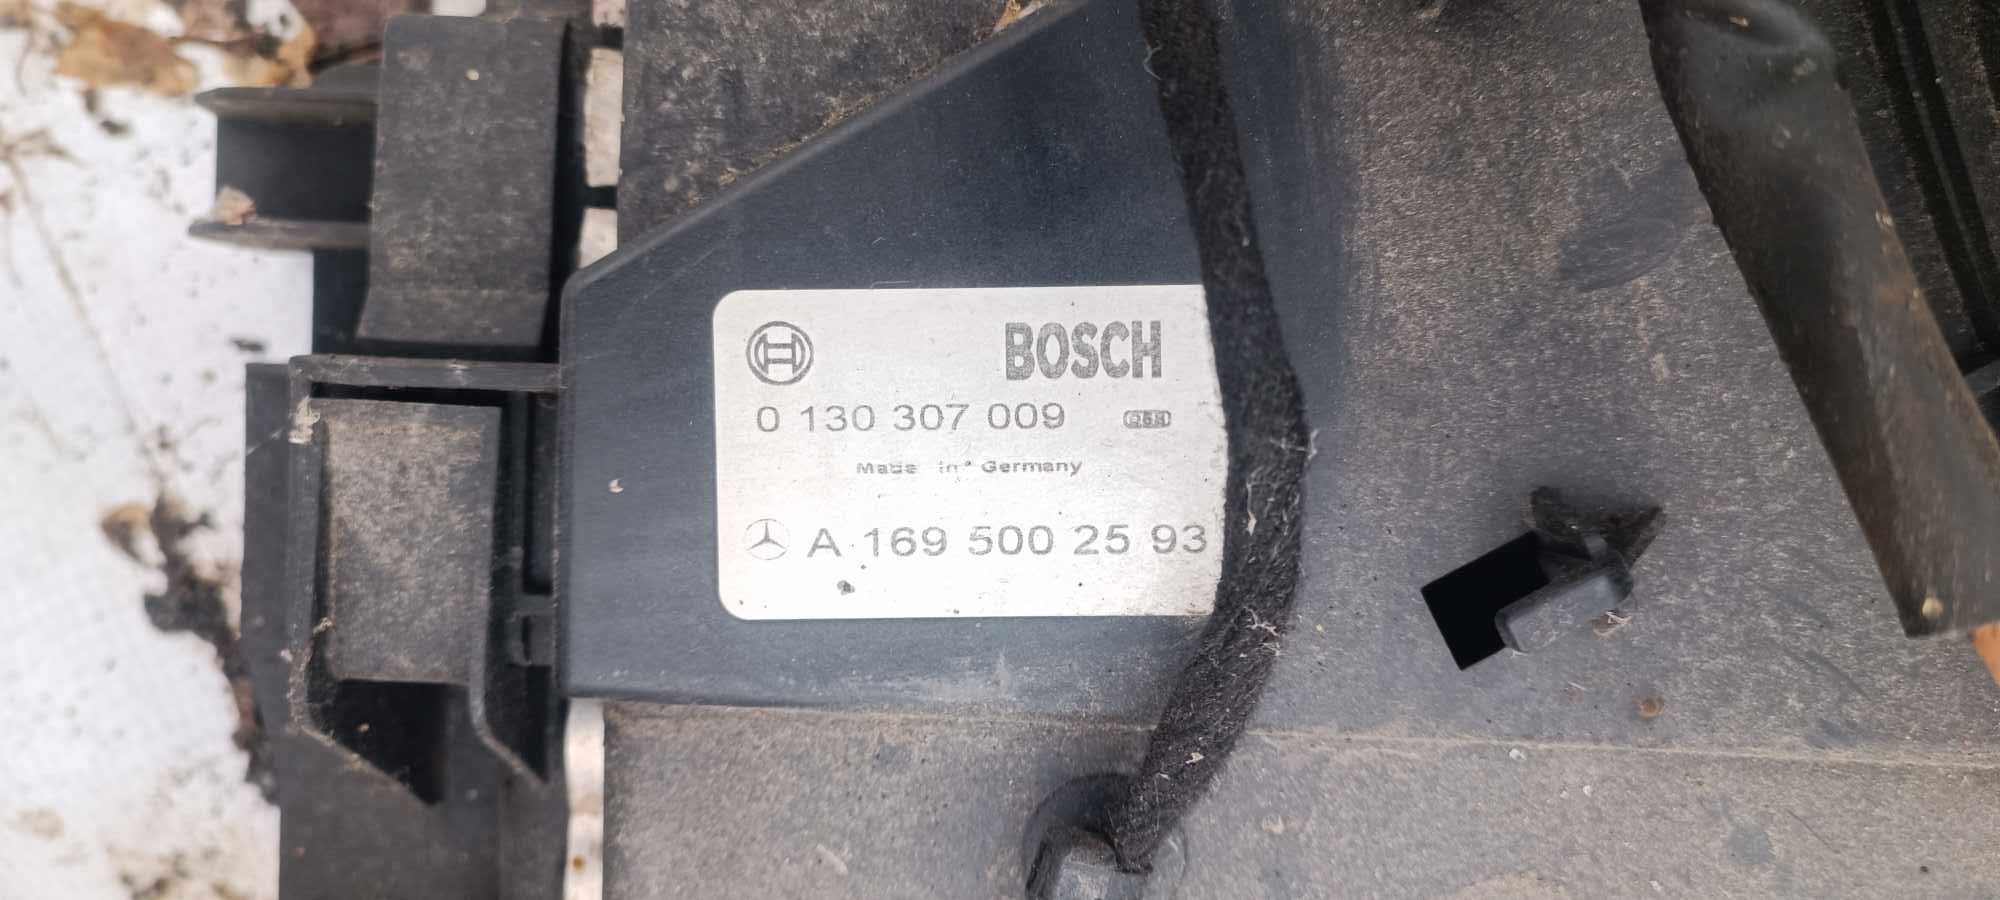 BOSCH
0 130 307 009
Made in Germany
A 169 500 25 93